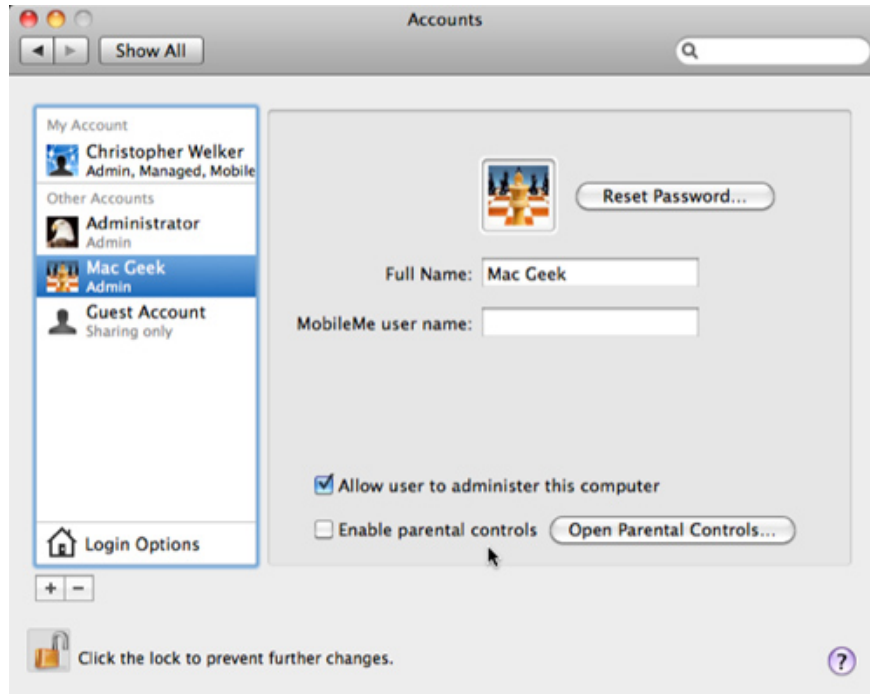 Accounts
Show All
My Account
Christopher Welker
Admin, Managed, Mobile
Other Accounts
Administrator
Admin
Mac Geek
Admin
Guest Account
Sharing only
Login Options
Reset Password...
Full Name: Mac Geek
MobileMe user name:
Allow user to administer this computer
Enable parental controls Open Parental Controls...
+ −
Click the lock to prevent further changes.
?